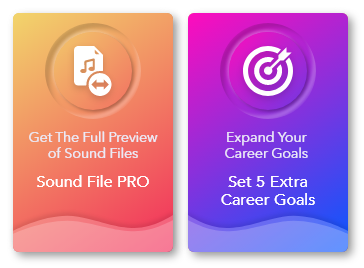 Get The Full Preview
of Sound Files
Sound File PRO
Expand Your
Career Goals
Set 5 Extra
Career Goals